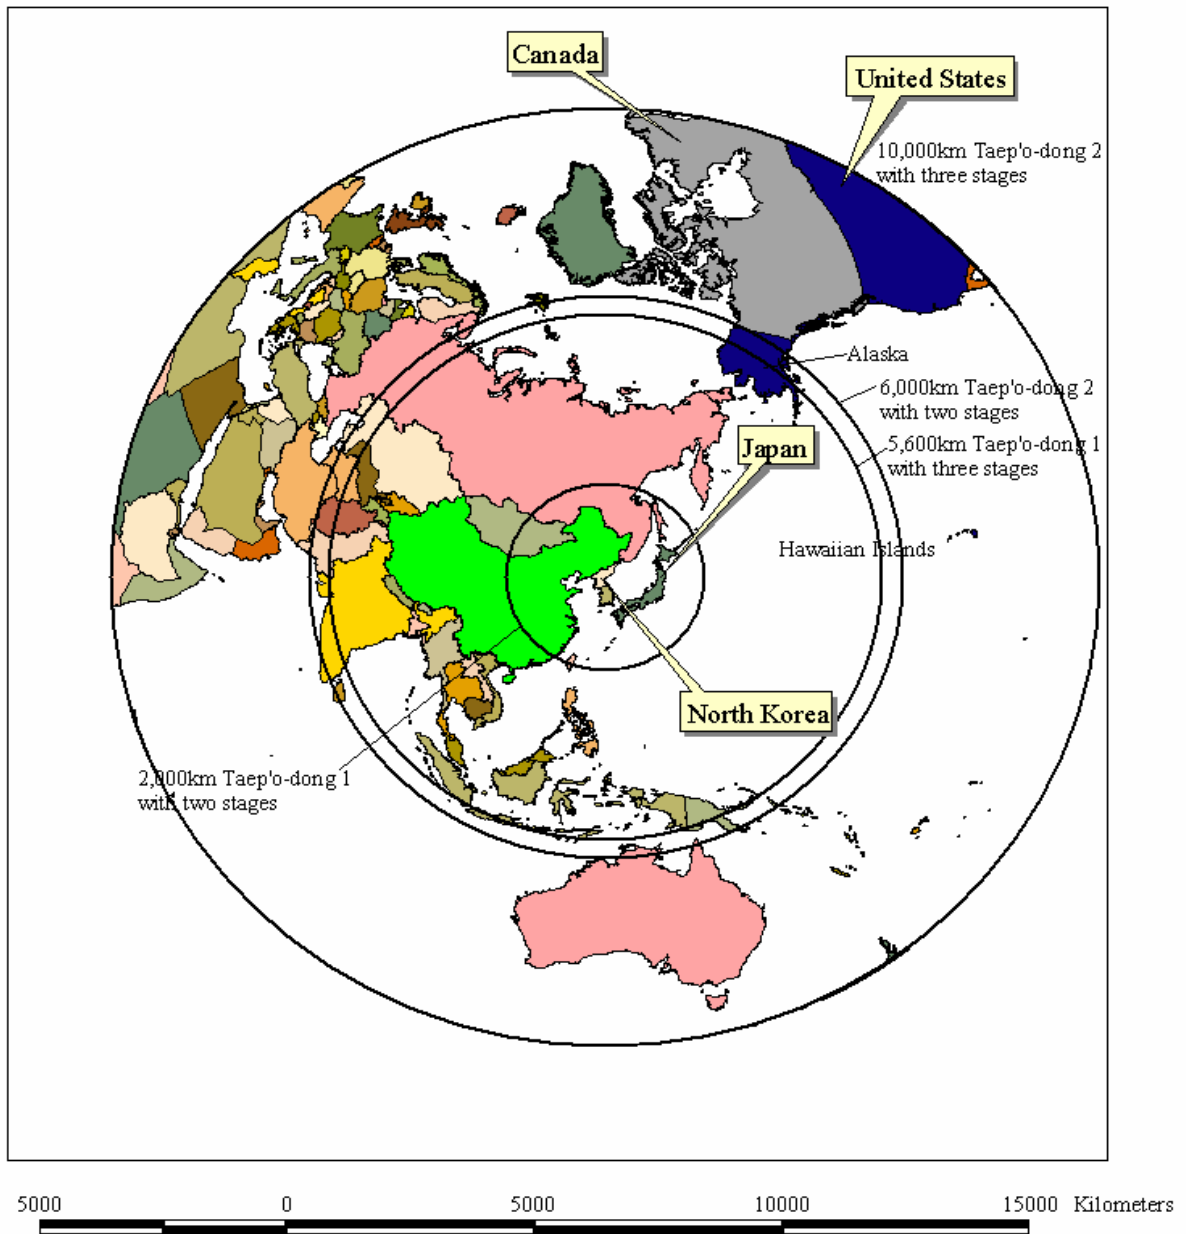 Canada
United States
10,000km Taep'o-dong 2
with three stages
Alaska
6,000km Taep'o-dong 2
with two stages
Japan
5,600km Taep'o-dong 1
with three stages
Hawaiian Islands
North Korea
2,000km Taep'o-dong 1
with two stages
5000 0 5000 10000 15000 Kilometers